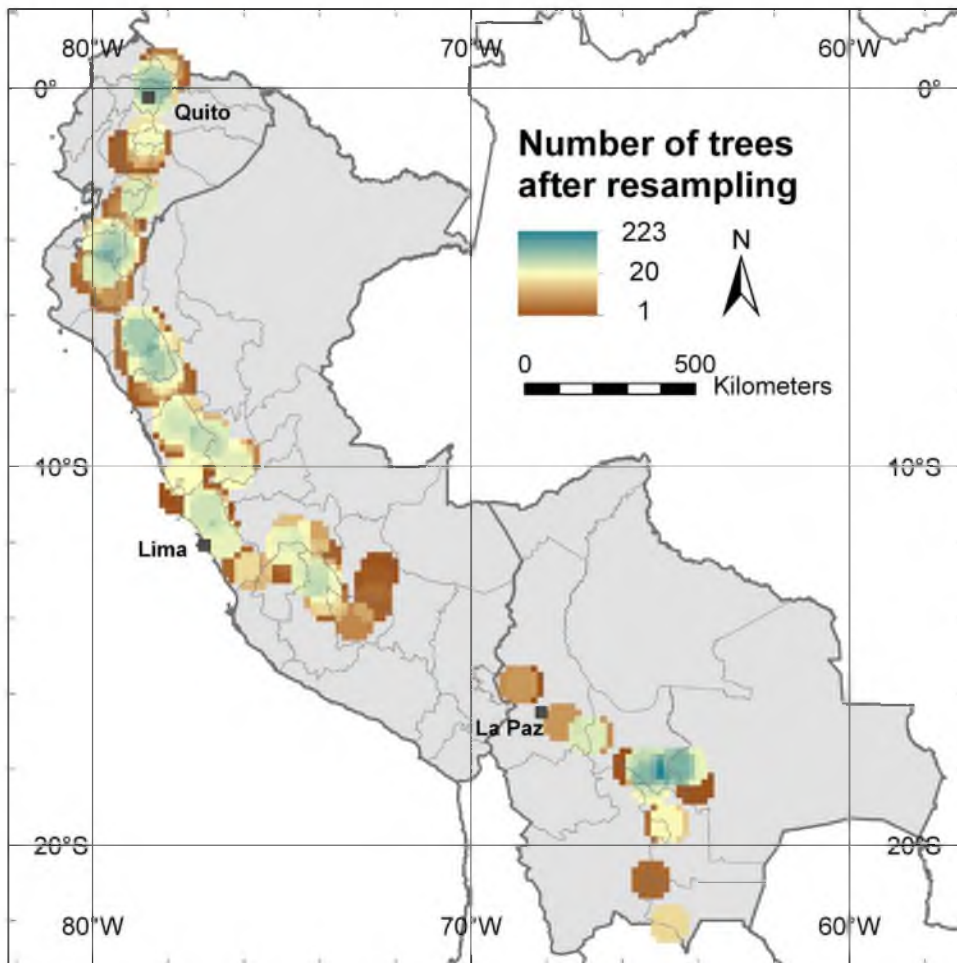 80°W 70°W 60°W
0° 0°
Quito
Number of trees
after resampling
223
20
1
N
0 500
Kilometers
10°S 10°S
Lima
La Paz
20°S 20°S
80°W 70°W 60°W